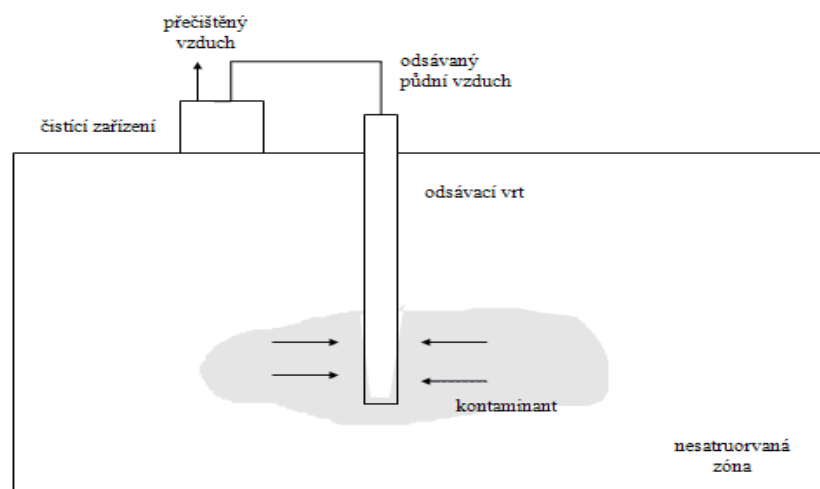 přečištěný
vzduch
odsávaný
půdní vzduch
čistící zařízení
odsávací vrt
kontaminant
nesatruorvaná
zóna